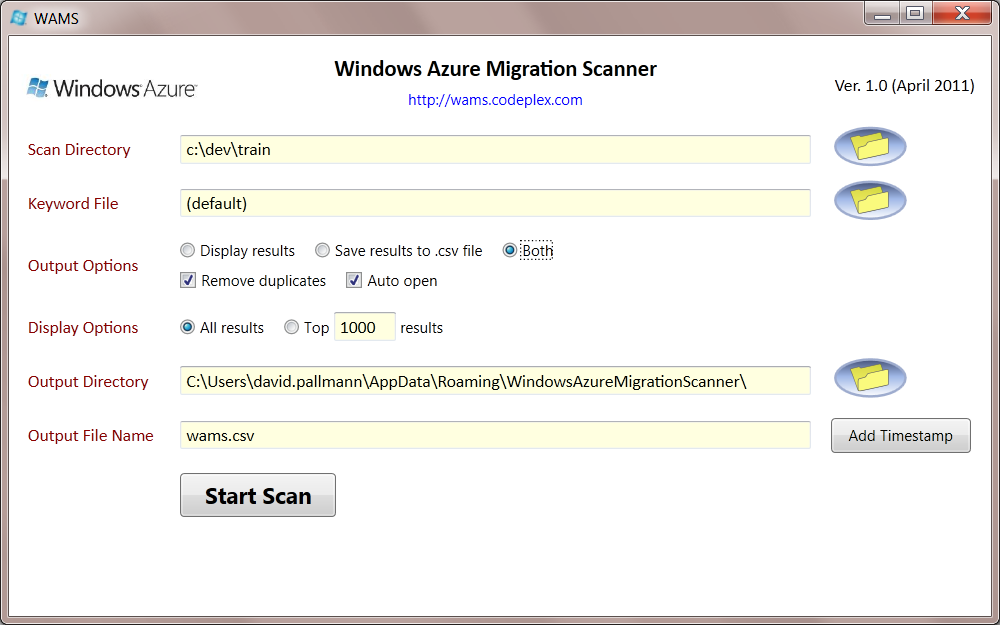 WAMS
Windows Azure Migration Scanner
http://wams.codeplex.com
Windows Azure
Ver. 1.0 (April 2011)
Scan Directory c:\dev\train
Keyword File (default)
Output Options
Display results Save results to .csv file Both
Remove duplicates Auto open
Display Options All results Top 1000 results
Output Directory C:\Users\david.pallmann\AppData\Roaming\WindowsAzureMigrationScanner\
Output File Name wams.csv Add Timestamp
Start Scan